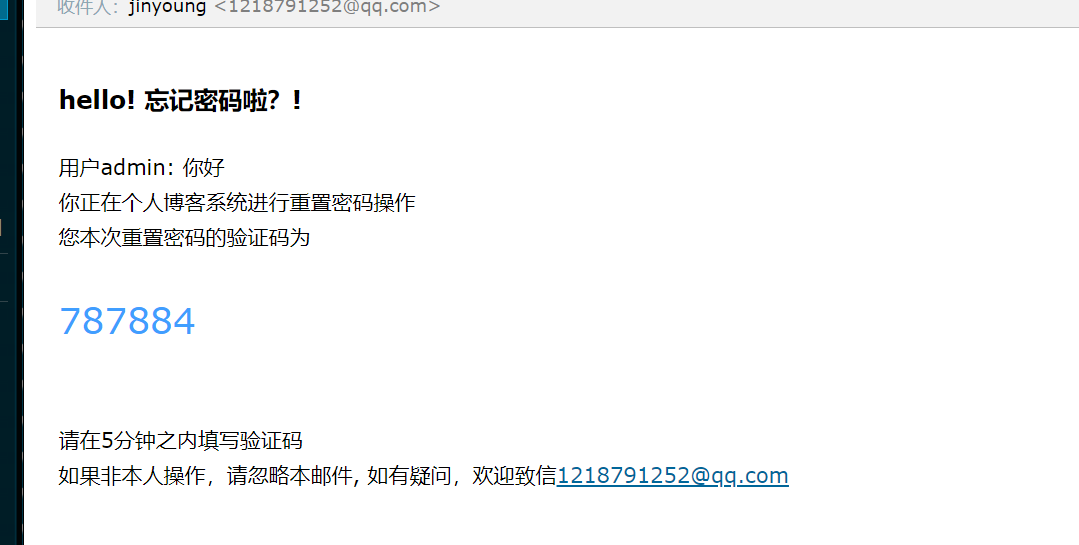 收件人：jinyoung <1218791252@qq.com>
hello! 忘记密码啦？!
用户admin: 你好
你正在个人博客系统进行重置密码操作
您本次重置密码的验证码为
787884
请在5分钟之内填写验证码
如果非本人操作，请忽略本邮件, 如有疑问，欢迎致信1218791252@qq.com